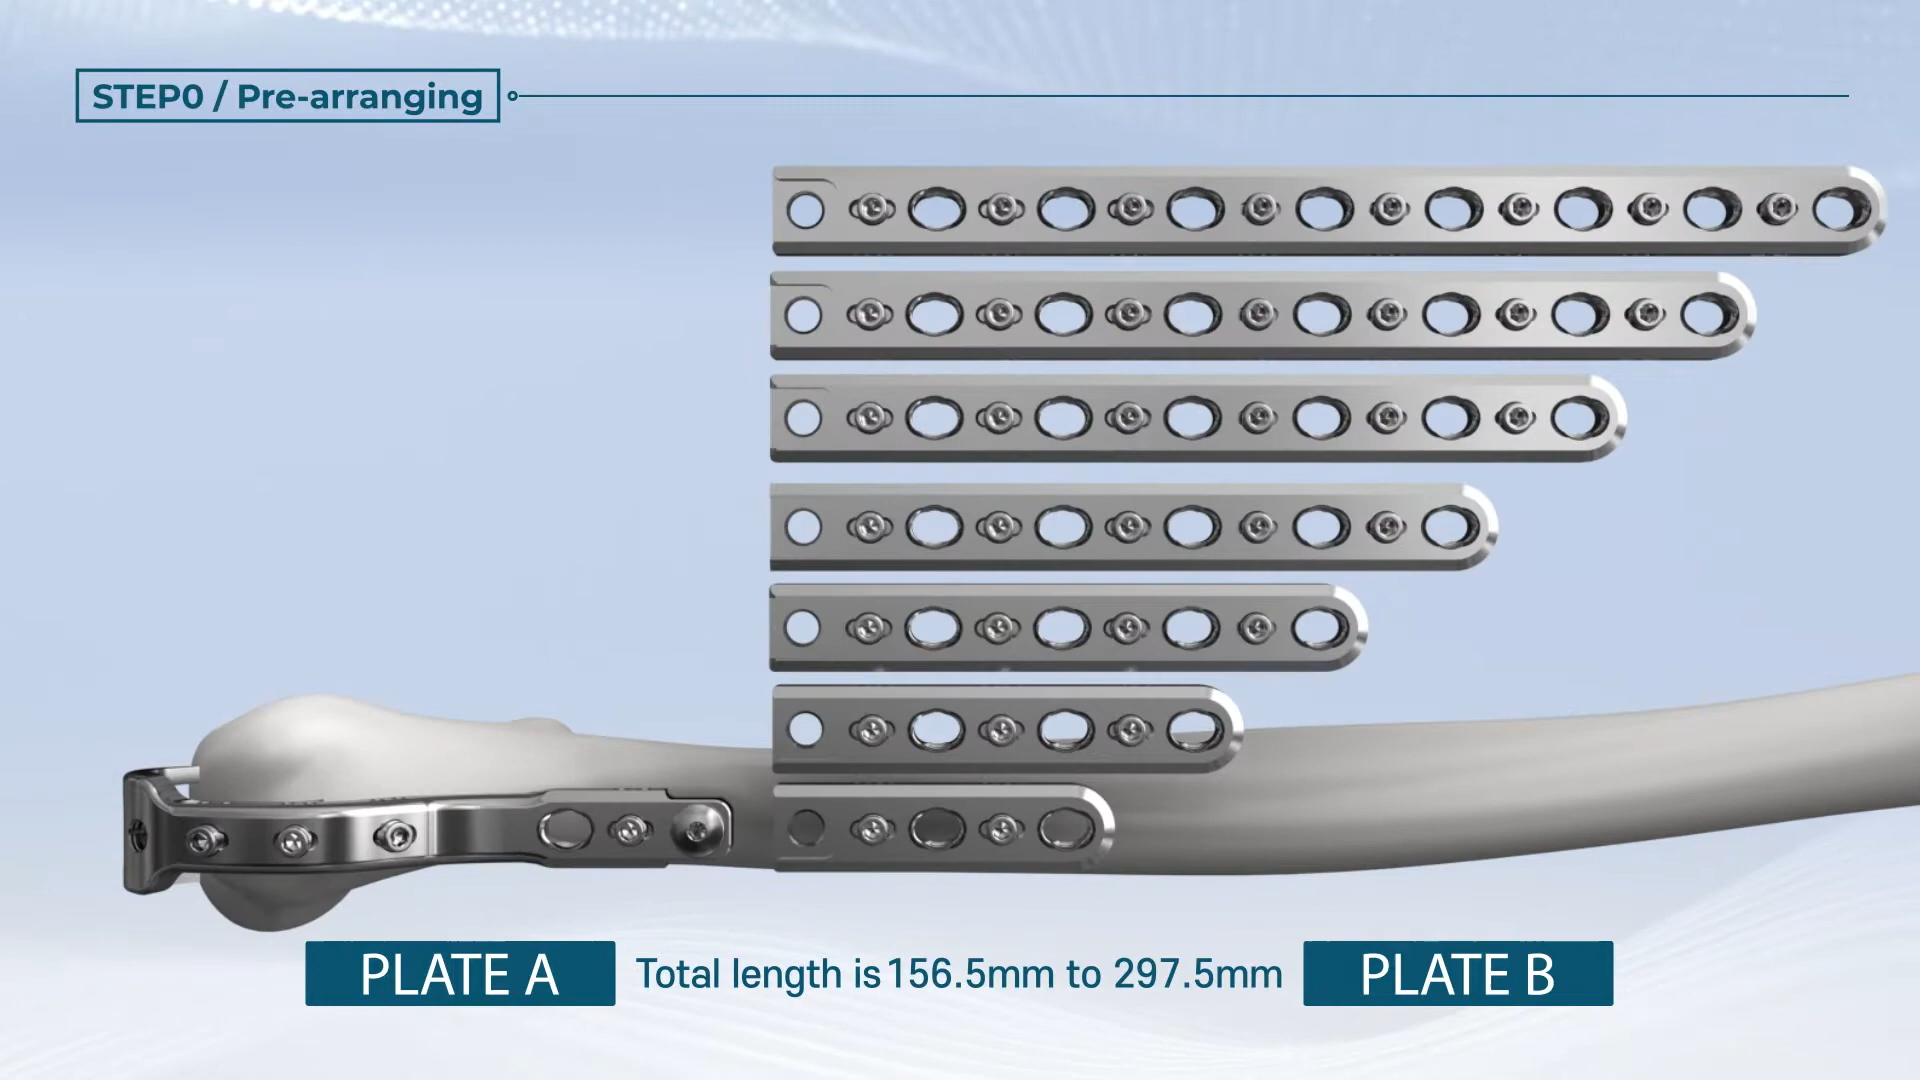 STEP0 / Pre-arranging
PLATE A Total length is 156.5mm to 297.5mm PLATE B